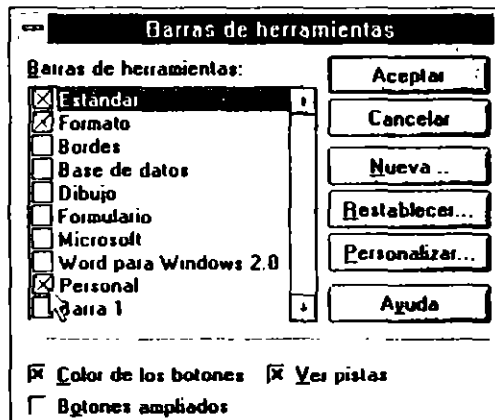 Barras de herramientas
Barras de herramientas:
Estándar
Formato
Bordes
Base de datos
Dibujo
Formulario
Microsoft
Word para Windows 2.0
Personal
Barra 1
Aceptar
Cancelar
Nueva ..
Restablecer...
Personalizar...
Ayuda
Color de los botones
Ver pistas
Botones ampliados